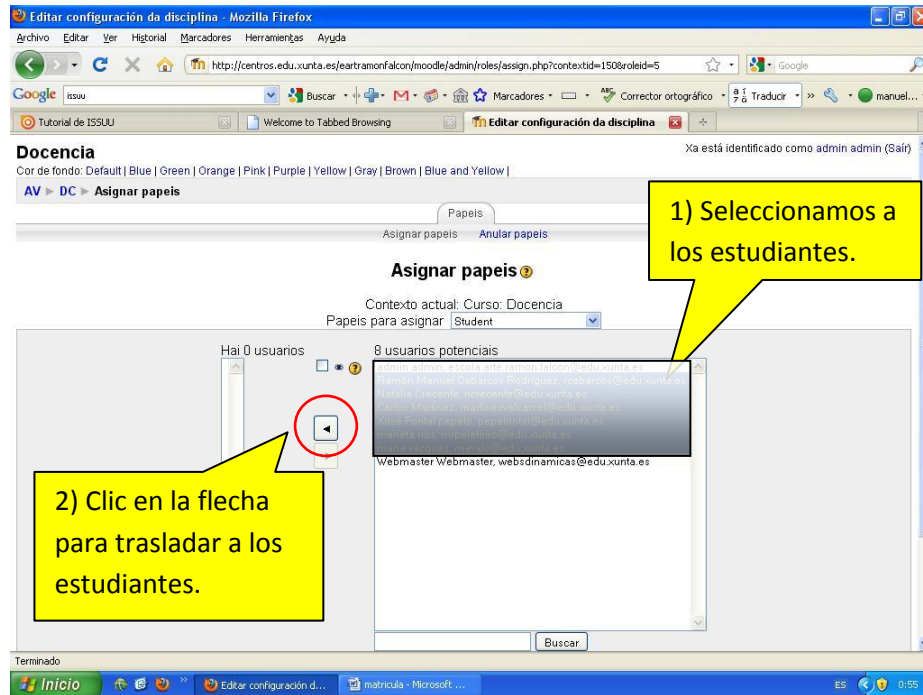 Editar configuración da disciplina - Mozilla Firefox
Archivo Editar Ver Historial Marcadores Herramientas Ayuda
http://centros.edu.xunta.es/eartramonfalcon/moodle/admin/roles/assign.php?contextid=150&roleid=5 Google
Google issuu Buscar Marcadores ABC Corrector ortográfico Traducir » manuel...
Tutorial de ISSUU Welcome to Tabbed Browsing Editar configuración da disciplina
Docencia Xa está identificado como admin admin (Saír)
Cor de fondo: Default | Blue | Green | Orange | Pink | Purple | Yellow | Gray | Brown | Blue and Yellow |
AV ► DC ► Asignar papeis
Papeis
Asignar papeis Anular papeis
1) Seleccionamos a
los estudiantes.
Asignar papeis
Contexto actual: Curso: Docencia
Papeis para asignar Student
Hai 0 usuarios 8 usuarios potenciais
admin admin, escola.arte.ramon.falcon@edu.xunta.es
Ramón Manuel Cabarcos Rodríguez, rcabarcos@edu.xunta.es
Natalia Crecente, ncrecente@edu.xunta.es
Carlos Martinez, martinezvalcarcel@edu.xunta.es
Xosé Fontal pepeto, pepefontal@edu.xunta.es
Webmaster Webmaster, websdinamicas@edu.xunta.es
2) Clic en la flecha
para trasladar a los
estudiantes.
Buscar
Terminado
Inicio » Editar configuración d... matricula - Microsoft ... ES 0:55